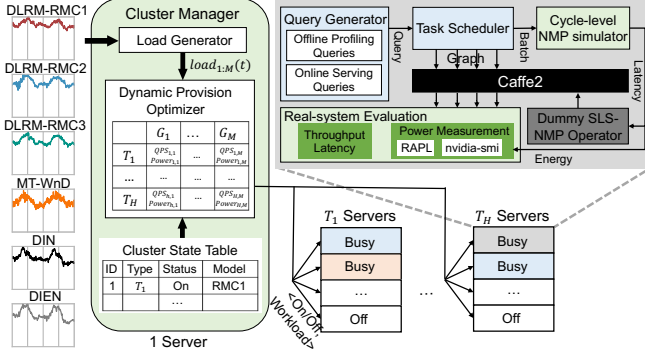 DLRM-RMC1
DLRM-RMC2
DLRM-RMC3
MT-WnD
DIN
DIEN
Cluster Manager
Load Generator
load1:M(t)
Dynamic Provision
Optimizer
G1 … GM
T1 QPS1,1 Power1,1 … QPS1,M Power1,M
… … …
TH QPSh,1 Power h,1 … QPSH,M PowerH,M
Cluster State Table
ID Type Status Model
1 T1 On RMC1
…
1 Server
Query Generator
Offline Profiling
Queries
Online Serving
Queries
Query
Task Scheduler
Batch
Cycle-level
NMP simulator
Graph
Caffe2
Latency
Real-system Evaluation
Throughput
Latency
Power Measurement
RAPL
nvidia-smi
Dummy SLS-
NMP Operator
Energy
T1 Servers
Busy
Busy
…
Off
<On/Off,
Workload>
…
TH Servers
Busy
Busy
…
Off